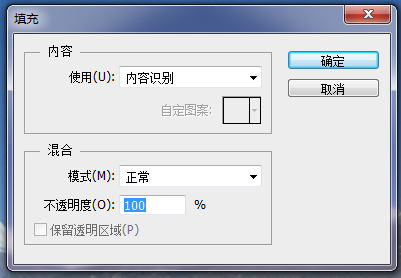 填充
内容
使用(U): 内容识别
自定图案:
确定
取消
混合
模式(M): 正常
不透明度(O): 100 %
保留透明区域(P)